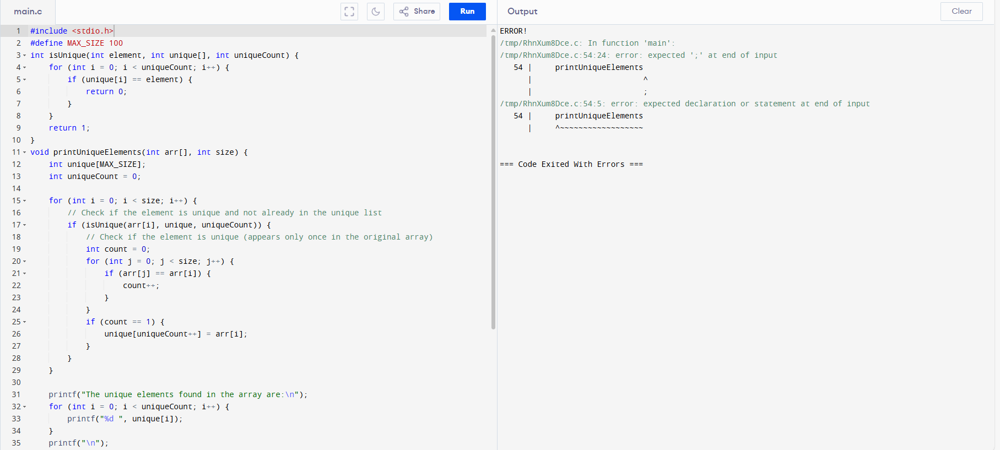 main.c
Share
Run
Output
Clear
1 #include <stdio.h>
2 #define MAX_SIZE 100
3 int isUnique(int element, int unique[], int uniqueCount) {
4     for (int i = 0; i < uniqueCount; i++) {
5         if (unique[i] == element) {
6             return 0;
7         }
8     }
9     return 1;
10 }
11 void printUniqueElements(int arr[], int size) {
12     int unique[MAX_SIZE];
13     int uniqueCount = 0;
14
15     for (int i = 0; i < size; i++) {
16         // Check if the element is unique and not already in the unique list
17         if (isUnique(arr[i], unique, uniqueCount)) {
18             // Check if the element is unique (appears only once in the original array)
19             int count = 0;
20             for (int j = 0; j < size; j++) {
21                 if (arr[j] == arr[i]) {
22                     count++;
23                 }
24             }
25             if (count == 1) {
26                 unique[uniqueCount++] = arr[i];
27             }
28         }
29     }
30
31     printf("The unique elements found in the array are:\n");
32     for (int i = 0; i < uniqueCount; i++) {
33         printf("%d ", unique[i]);
34     }
35     printf("\n");
ERROR!
/tmp/RhnXum8Dce.c: In function 'main':
/tmp/RhnXum8Dce.c:54:24: error: expected ';' at end of input
   54 |     printUniqueElements
      |                        ^
      |                        ;
/tmp/RhnXum8Dce.c:54:5: error: expected declaration or statement at end of input
   54 |     printUniqueElements
      |     ^~~~~~~~~~~~~~~~~~~
=== Code Exited With Errors ===